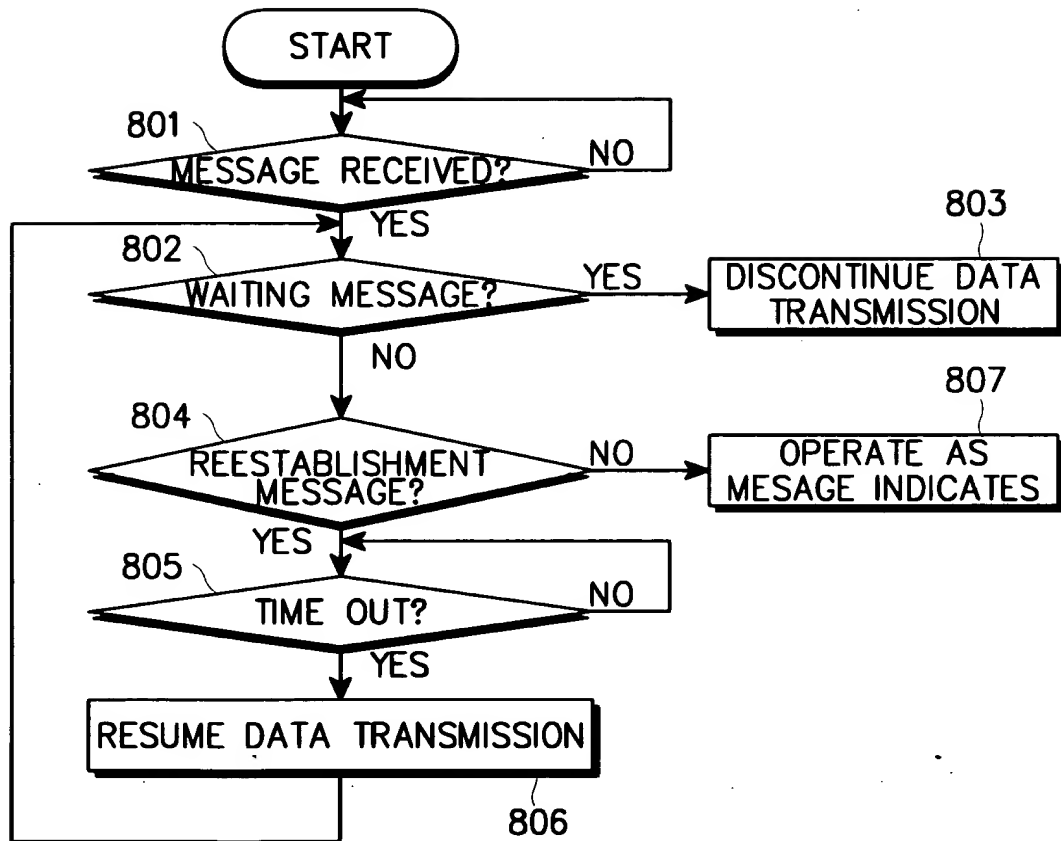 START
801
MESSAGE RECEIVED?
NO
YES
802
WAITING MESSAGE?
YES
803
DISCONTINUE DATA
TRANSMISSION
NO
804
REESTABLISHMENT
MESSAGE?
NO
807
OPERATE AS
MESAGE INDICATES
YES
805
TIME OUT?
NO
YES
RESUME DATA TRANSMISSION
806